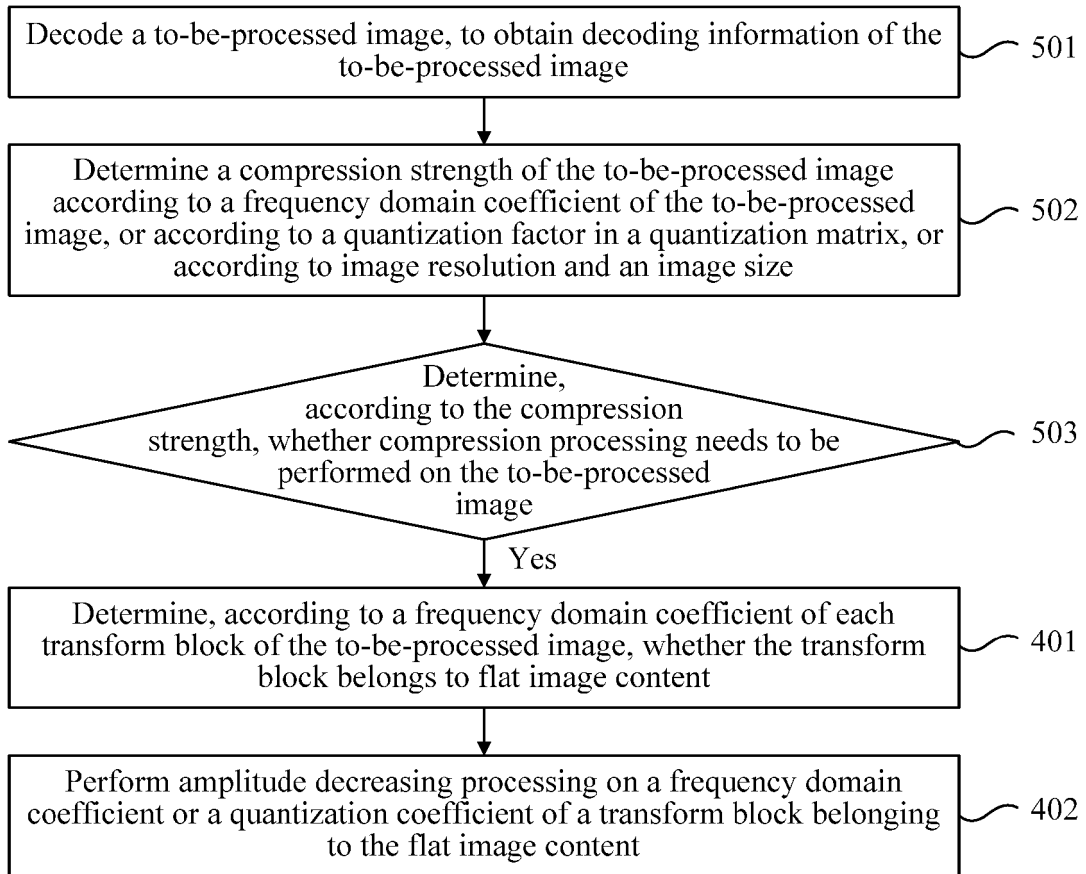 Decode a to-be-processed image, to obtain decoding information of the
to-be-processed image
501
Determine a compression strength of the to-be-processed image
according to a frequency domain coefficient of the to-be-processed
image, or according to a quantization factor in a quantization matrix, or
according to image resolution and an image size
502
Determine,
according to the compression
strength, whether compression processing needs to be
performed on the to-be-processed
image
503
Yes
Determine, according to a frequency domain coefficient of each
transform block of the to-be-processed image, whether the transform
block belongs to flat image content
401
Perform amplitude decreasing processing on a frequency domain
coefficient or a quantization coefficient of a transform block belonging
to the flat image content
402